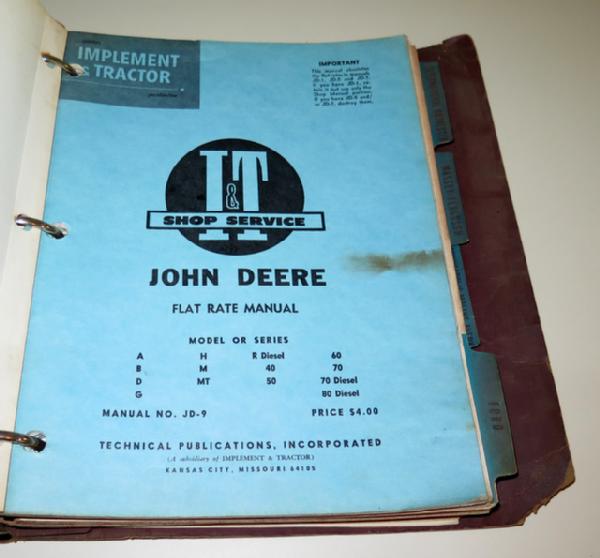 IMPLEMENT
& TRACTOR
IMPORTANT
I&T
SHOP SERVICE
JOHN DEERE
FLAT RATE MANUAL
MODEL OR SERIES
A H R Diesel 60
B M 40 70
D MT 50 70 Diesel
G 80 Diesel
MANUAL NO. JD-9 PRICE $4.00
TECHNICAL PUBLICATIONS, INCORPORATED
(A subsidiary of IMPLEMENT & TRACTOR)
KANSAS CITY, MISSOURI 64105
FORD